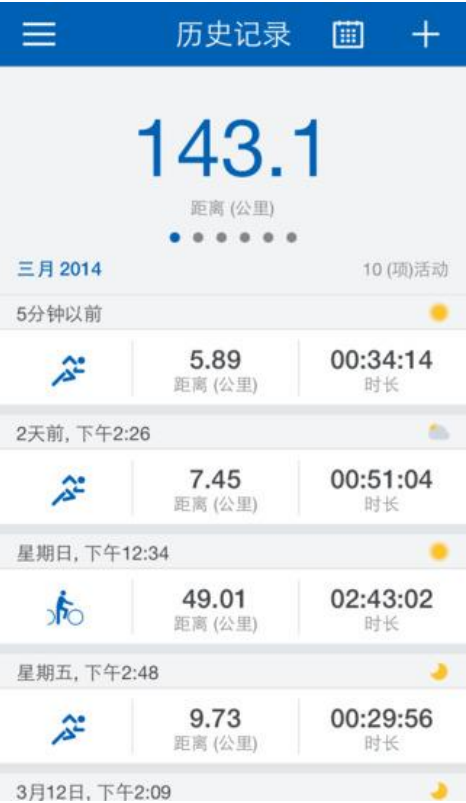 历史记录
143.1
距离 (公里)
三月 2014 10 (项)活动
5分钟以前
5.89 00:34:14
距离 (公里) 时长
2天前, 下午2:26
7.45 00:51:04
距离 (公里) 时长
星期日, 下午12:34
49.01 02:43:02
距离 (公里) 时长
星期五, 下午2:48
9.73 00:29:56
距离 (公里) 时长
3月12日, 下午2:09